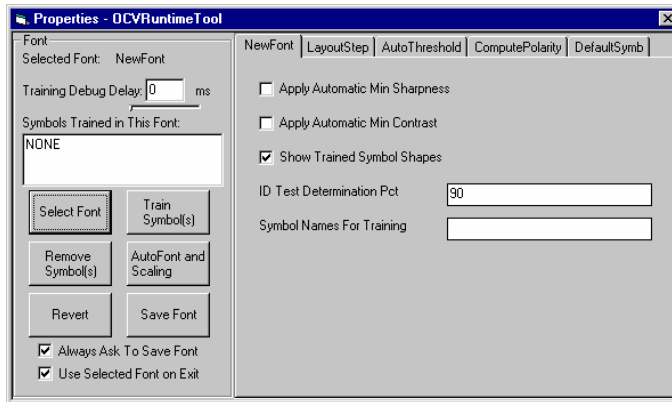 Properties - OCVRuntimeTool
Font
Selected Font: NewFont
Training Debug Delay: 0 ms
Symbols Trained in This Font:
NONE
Select Font
Train
Symbol(s)
Remove
Symbol(s)
AutoFont and
Scaling
Revert
Save Font
Always Ask To Save Font
Use Selected Font on Exit
NewFont LayoutStep AutoThreshold ComputePolarity DefaultSymb
Apply Automatic Min Sharpness
Apply Automatic Min Contrast
Show Trained Symbol Shapes
ID Test Determination Pct 90
Symbol Names For Training